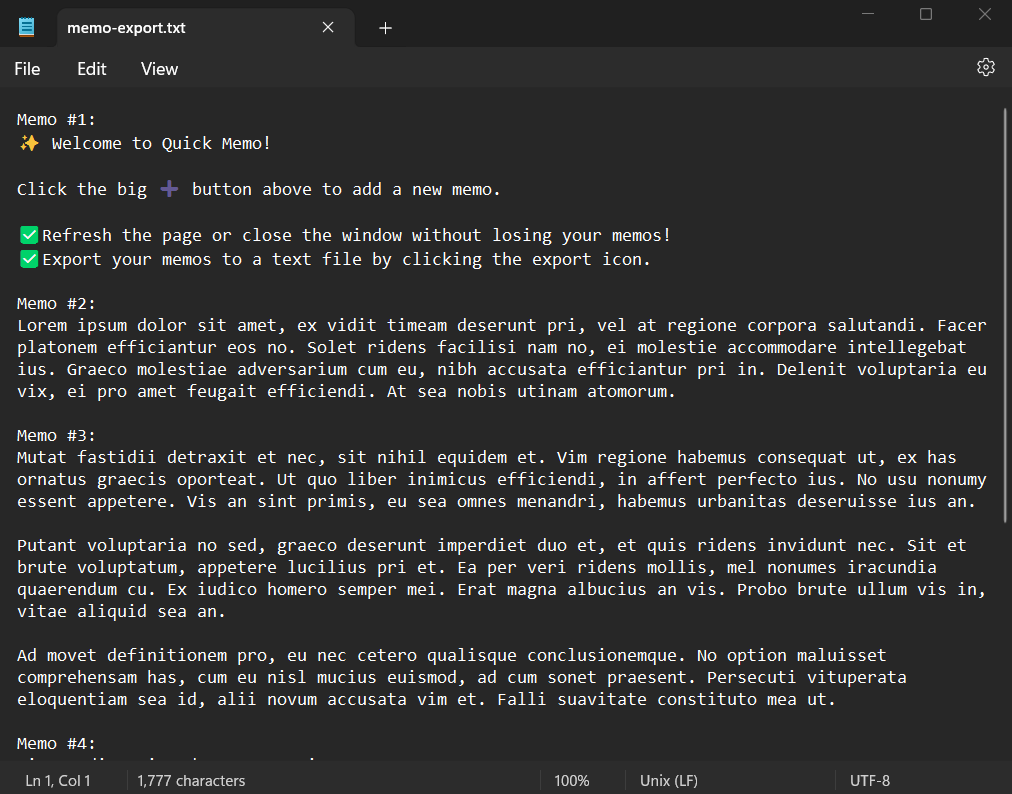 memo-export.txt
File Edit View
Memo #1:
✨ Welcome to Quick Memo!
Click the big ➕ button above to add a new memo.
✅Refresh the page or close the window without losing your memos!
✅Export your memos to a text file by clicking the export icon.
Memo #2:
Lorem ipsum dolor sit amet, ex vidit timeam deserunt pri, vel at regione corpora salutandi. Facer
platonem efficiantur eos no. Solet ridens facilisi nam no, ei molestie accommodare intellegebat
ius. Graeco molestiae adversarium cum eu, nibh accusata efficiantur pri in. Delenit voluptaria eu
vix, ei pro amet feugait efficiendi. At sea nobis utinam atomorum.
Memo #3:
Mutat fastidii detraxit et nec, sit nihil equidem et. Vim regione habemus consequat ut, ex has
ornatus graecis oporteat. Ut quo liber inimicus efficiendi, in affert perfecto ius. No usu nonumy
essent appetere. Vis an sint primis, eu sea omnes menandri, habemus urbanitas deseruisse ius an.
Putant voluptaria no sed, graeco deserunt imperdiet duo et, et quis ridens invidunt nec. Sit et
brute voluptatum, appetere lucilius pri et. Ea per veri ridens mollis, mel nonumes iracundia
quaerendum cu. Ex iudico homero semper mei. Erat magna albucius an vis. Probo brute ullum vis in,
vitae aliquid sea an.
Ad movet definitionem pro, eu nec cetero qualisque conclusionemque. No option maluisset
comprehensam has, cum eu nisl mucius euismod, ad cum sonet praesent. Persecuti vituperata
eloquentiam sea id, alii novum accusata vim et. Falli suavitate constituto mea ut.
Memo #4:
Ln 1, Col 1 1,777 characters 100% Unix (LF) UTF-8